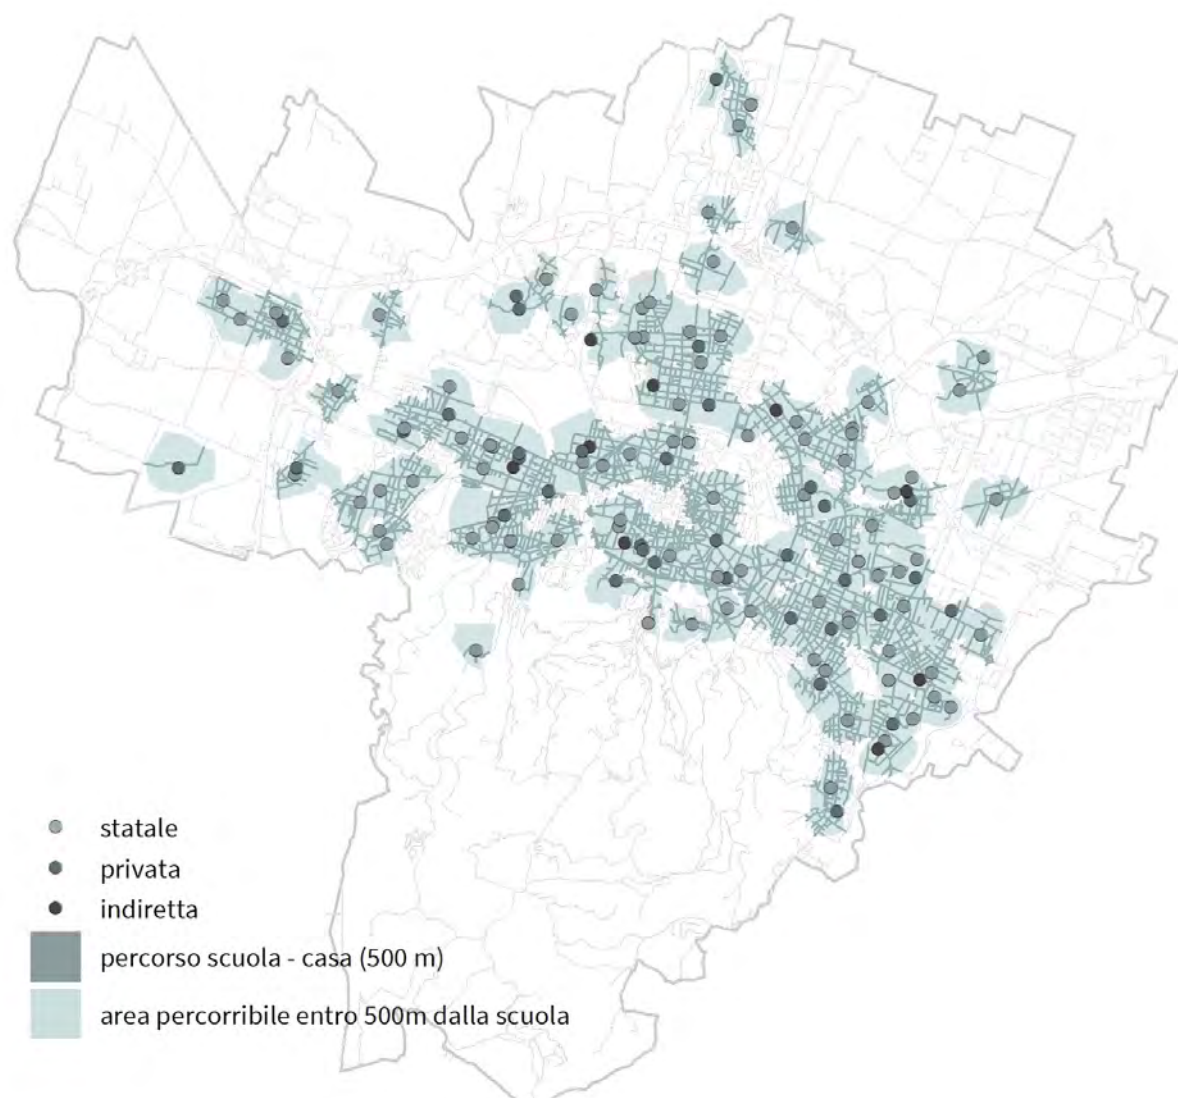 statale
privata
indiretta
percorso scuola - casa (500 m)
area percorribile entro 500m dalla scuola